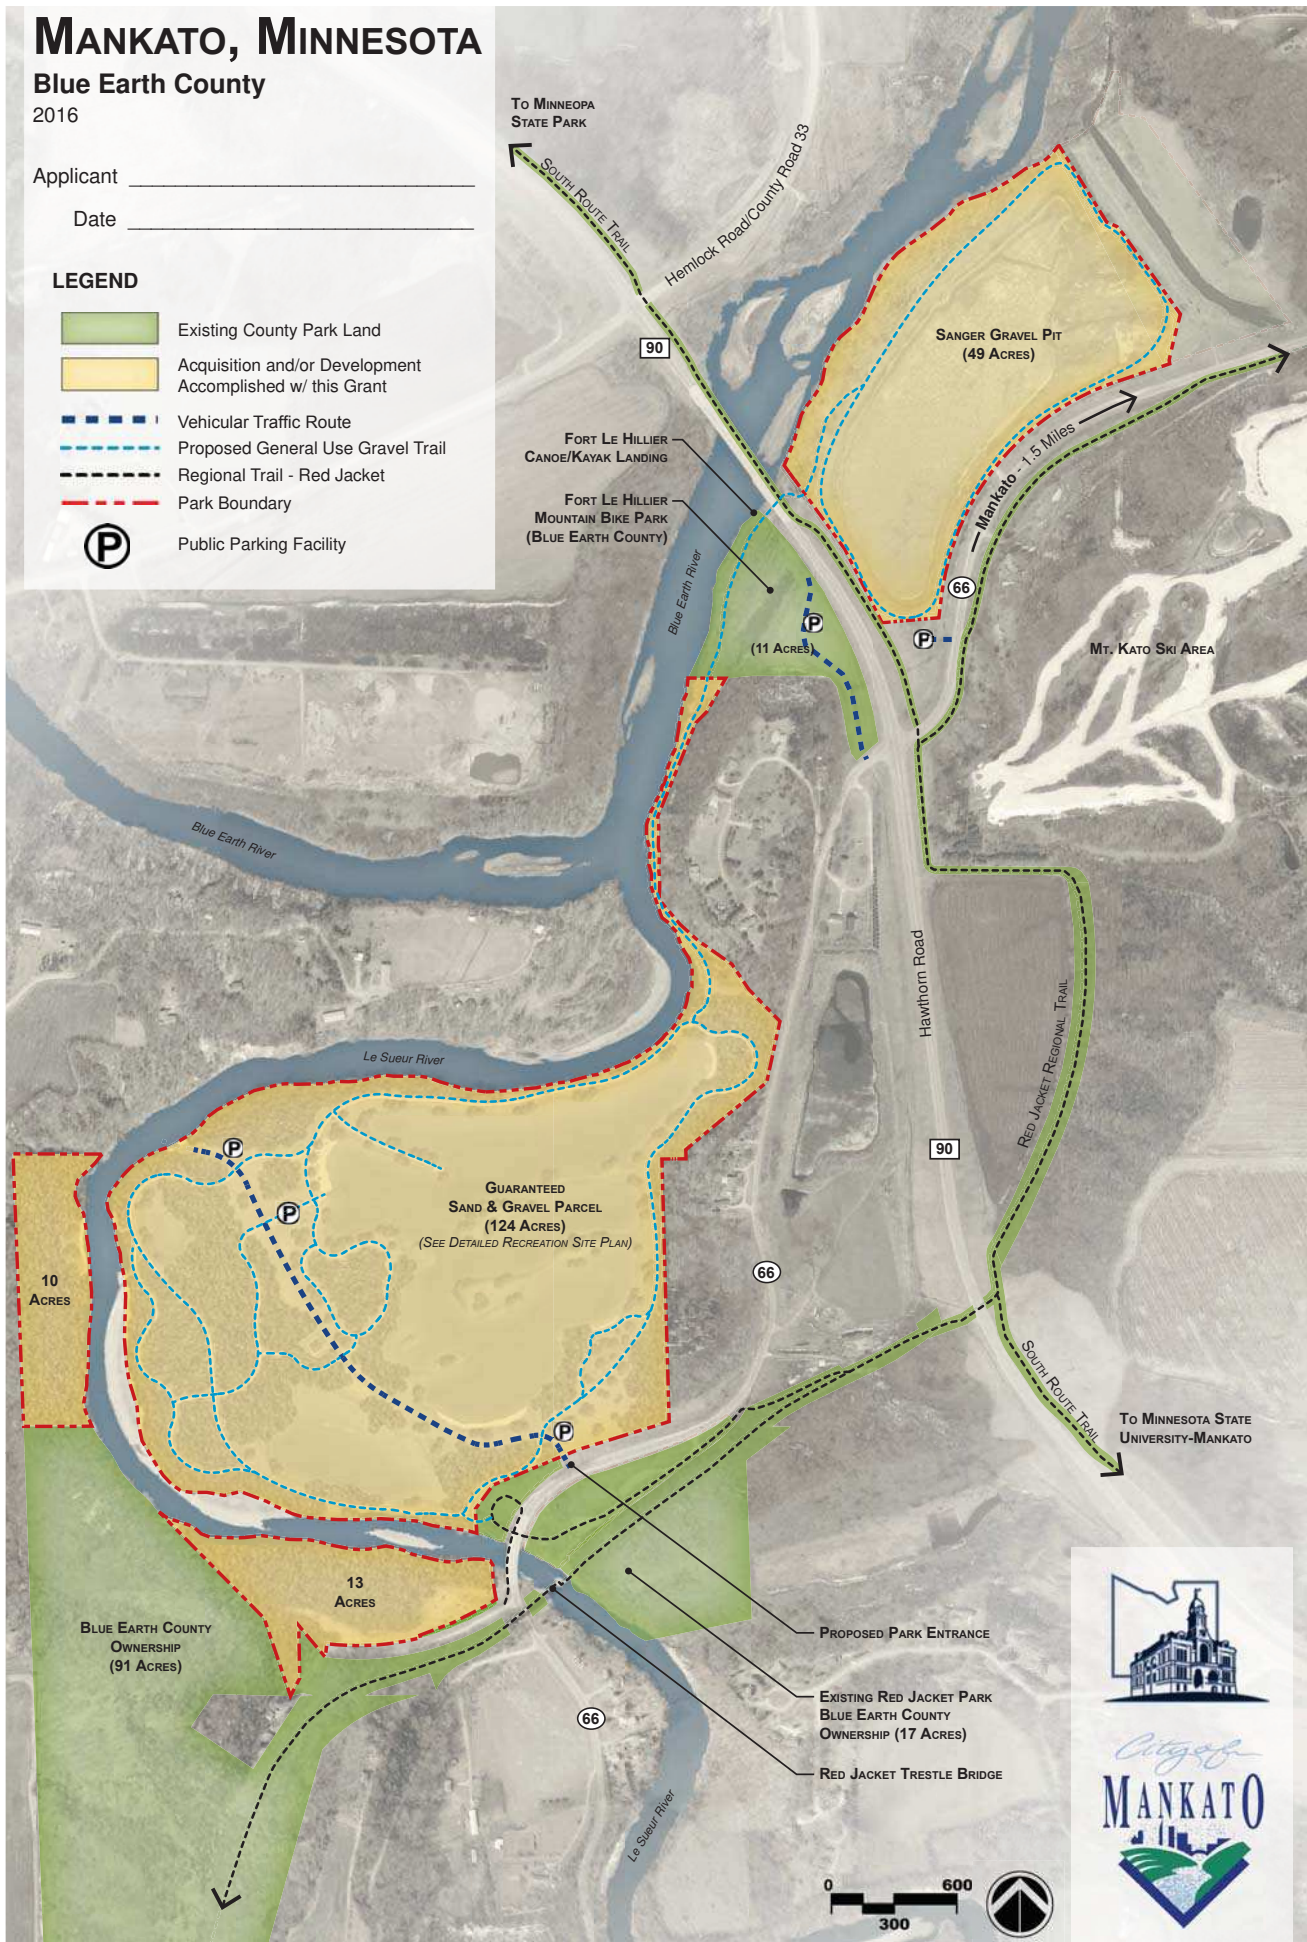 Mankato, Minnesota
Blue Earth County
2016
Applicant
Date
LEGEND
Existing County Park Land
Acquisition and/or Development
Accomplished w/ this Grant
Vehicular Traffic Route
Proposed General Use Gravel Trail
Regional Trail - Red Jacket
Park Boundary
P
Public Parking Facility
To Minneopa
State Park
South Route Trail
Hemlock Road/County Road 33
90
Sanger Gravel Pit
(49 Acres)
Fort Le Hillier
Canoe/Kayak Landing
Fort Le Hillier
Mountain Bike Park
(Blue Earth County)
Mankato - 1.5 Miles
Blue Earth River
66
P
(11 Acres)
P
Mt. Kato Ski Area
Blue Earth River
Hawthorn Road
Red Jacket Regional Trail
Le Sueur River
P
90
Guaranteed
Sand & Gravel Parcel
(124 Acres)
(See Detailed Recreation Site Plan)
P
10
Acres
66
South Route Trail
To Minnesota State
University-Mankato
P
13
Acres
Blue Earth County
Ownership
(91 Acres)
Proposed Park Entrance
Existing Red Jacket Park
Blue Earth County
Ownership (17 Acres)
66
Red Jacket Trestle Bridge
Le Sueur River
0 600
300
City of
MANKATO